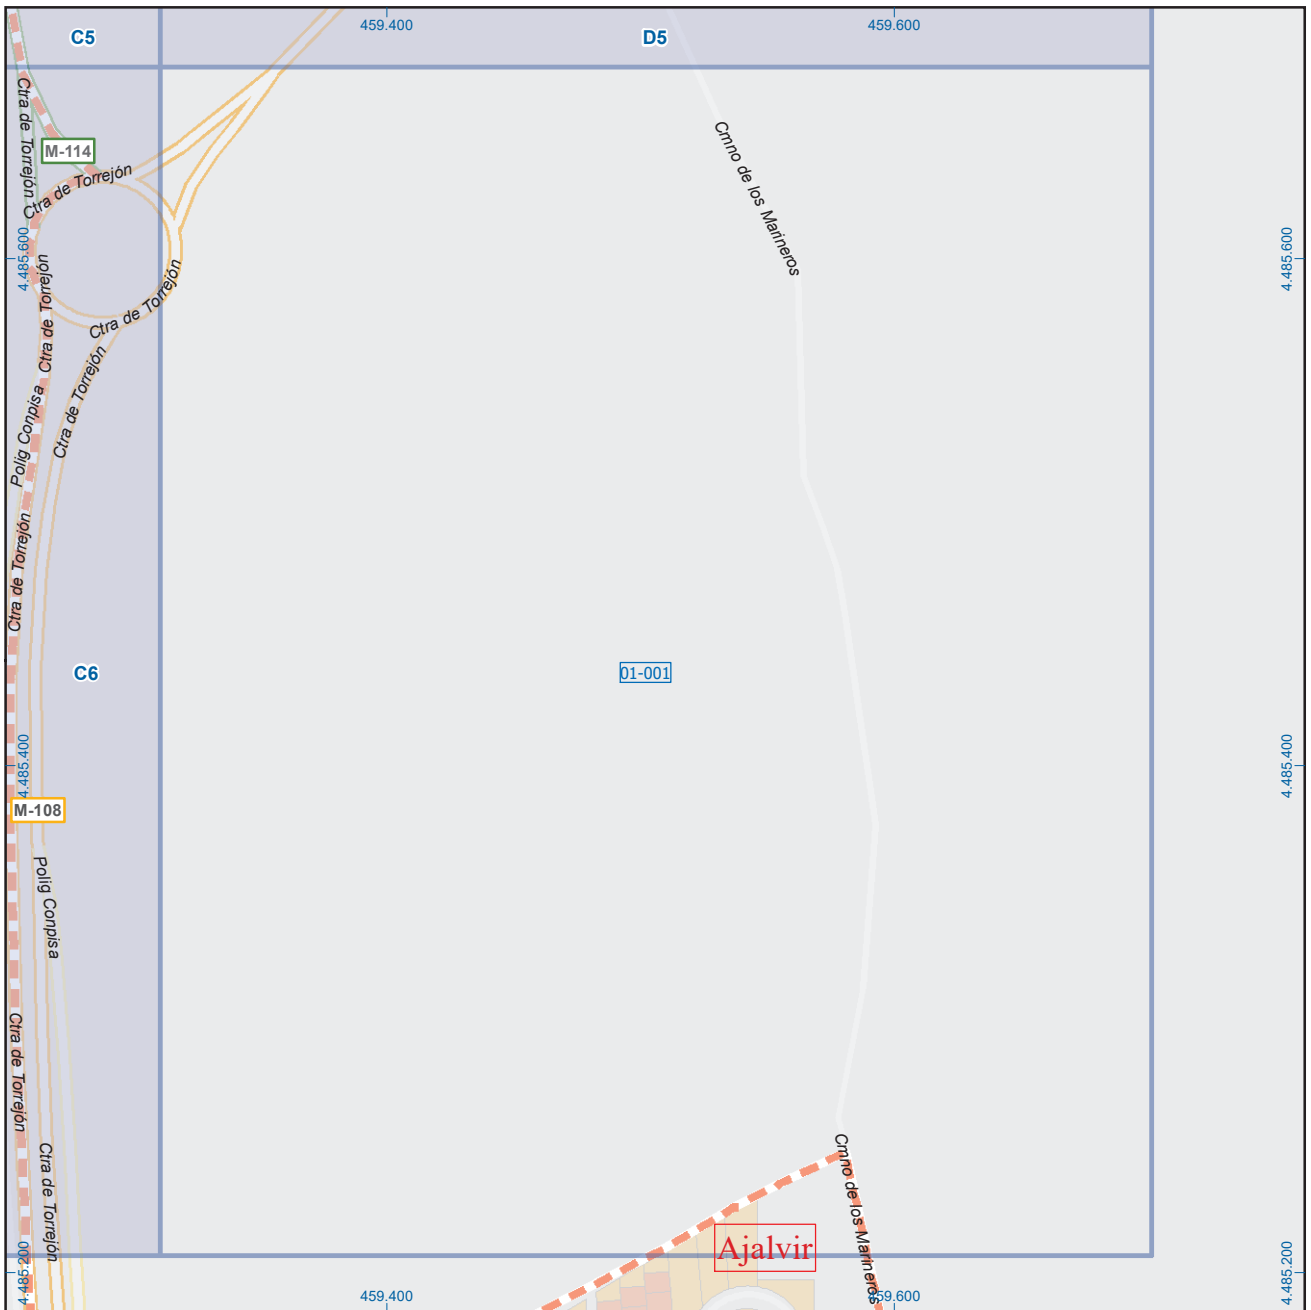 459.400
459.600
C5
D5
Ctra de Torrejón
M-114
Ctra de Torrejón
Cmno de los Marineros
4.485.600
4.485.600
Ctra de Torrejón
Ctra de Torrejón
Ctra de Torrejón
Polig Conpisa
Ctra de Torrejón
C6
01-001
4.485.400
4.485.400
M-108
Polig Conpisa
Ctra de Torrejón
Ctra de Torrejón
Cmno de los Marineros
Ajalvir
4.485.200
4.485.200
459.400
459.600